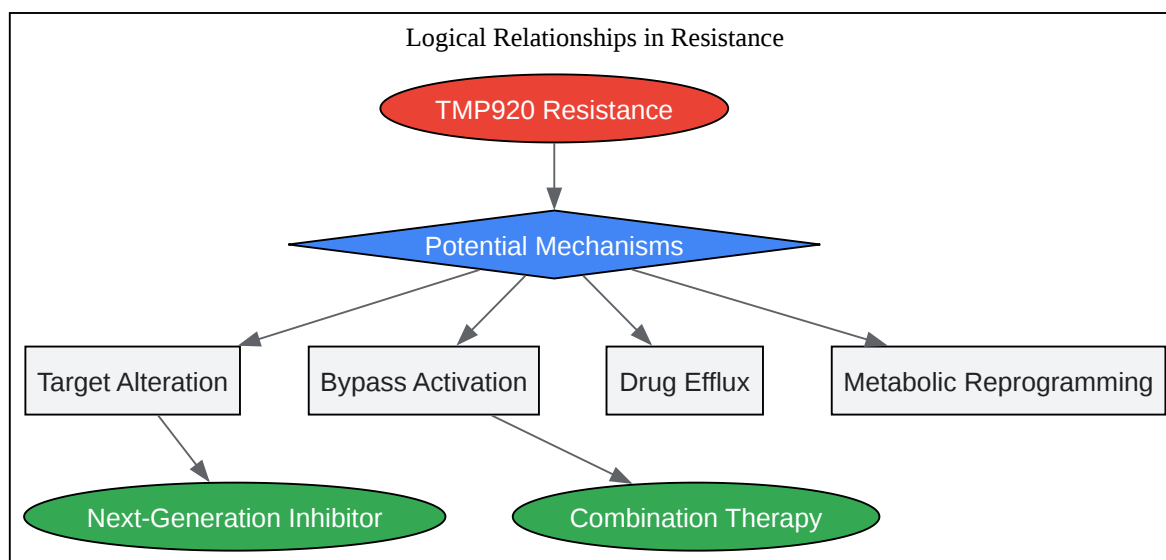 Logical Relationships in Resistance
TMP920 Resistance
Potential Mechanisms
Target Alteration
Bypass Activation
Drug Efflux
Metabolic Reprogramming
Next-Generation Inhibitor
Combination Therapy